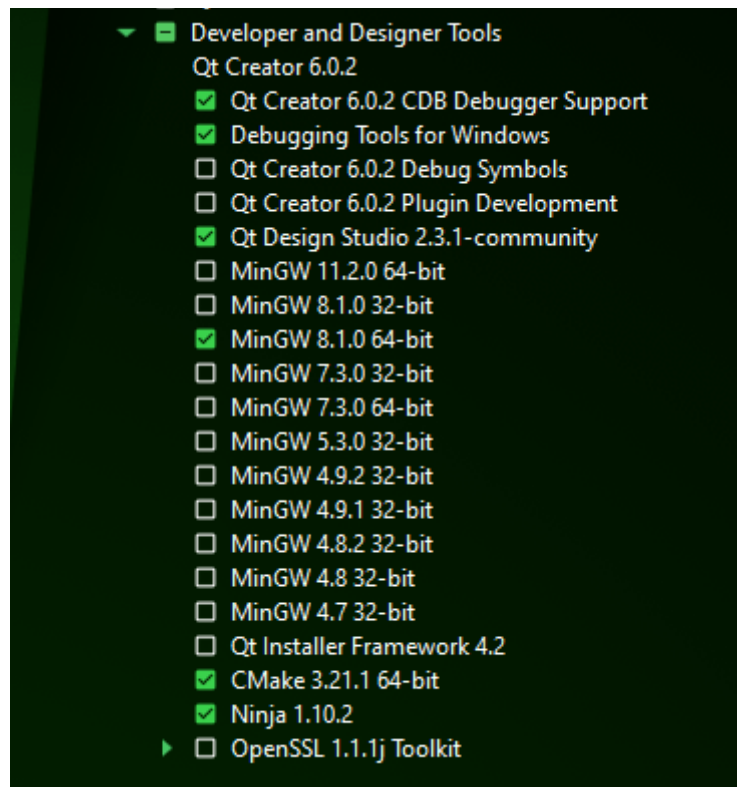 Developer and Designer Tools
Qt Creator 6.0.2
Qt Creator 6.0.2 CDB Debugger Support
Debugging Tools for Windows
Qt Creator 6.0.2 Debug Symbols
Qt Creator 6.0.2 Plugin Development
Qt Design Studio 2.3.1-community
MinGW 11.2.0 64-bit
MinGW 8.1.0 32-bit
MinGW 8.1.0 64-bit
MinGW 7.3.0 32-bit
MinGW 7.3.0 64-bit
MinGW 5.3.0 32-bit
MinGW 4.9.2 32-bit
MinGW 4.9.1 32-bit
MinGW 4.8.2 32-bit
MinGW 4.8 32-bit
MinGW 4.7 32-bit
Qt Installer Framework 4.2
CMake 3.21.1 64-bit
Ninja 1.10.2
OpenSSL 1.1.1j Toolkit